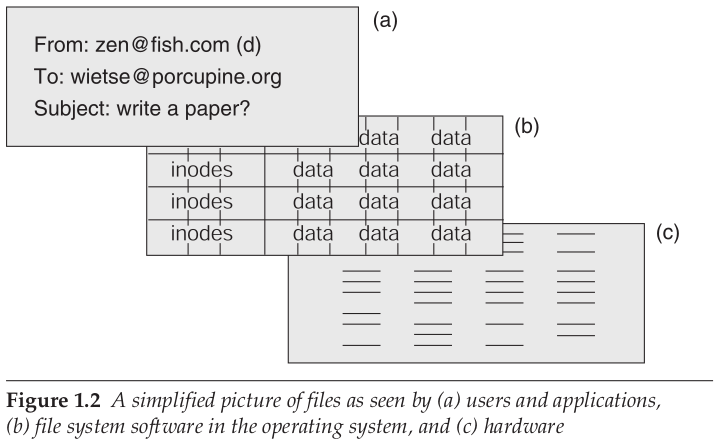 From: zen@fish.com (d)
To: wietse@porcupine.org
Subject: write a paper?
(a)
data data
(b)
inodes data data data
inodes data data data
inodes data data data
(c)
Figure 1.2 A simplified picture of files as seen by (a) users and applications,
(b) file system software in the operating system, and (c) hardware